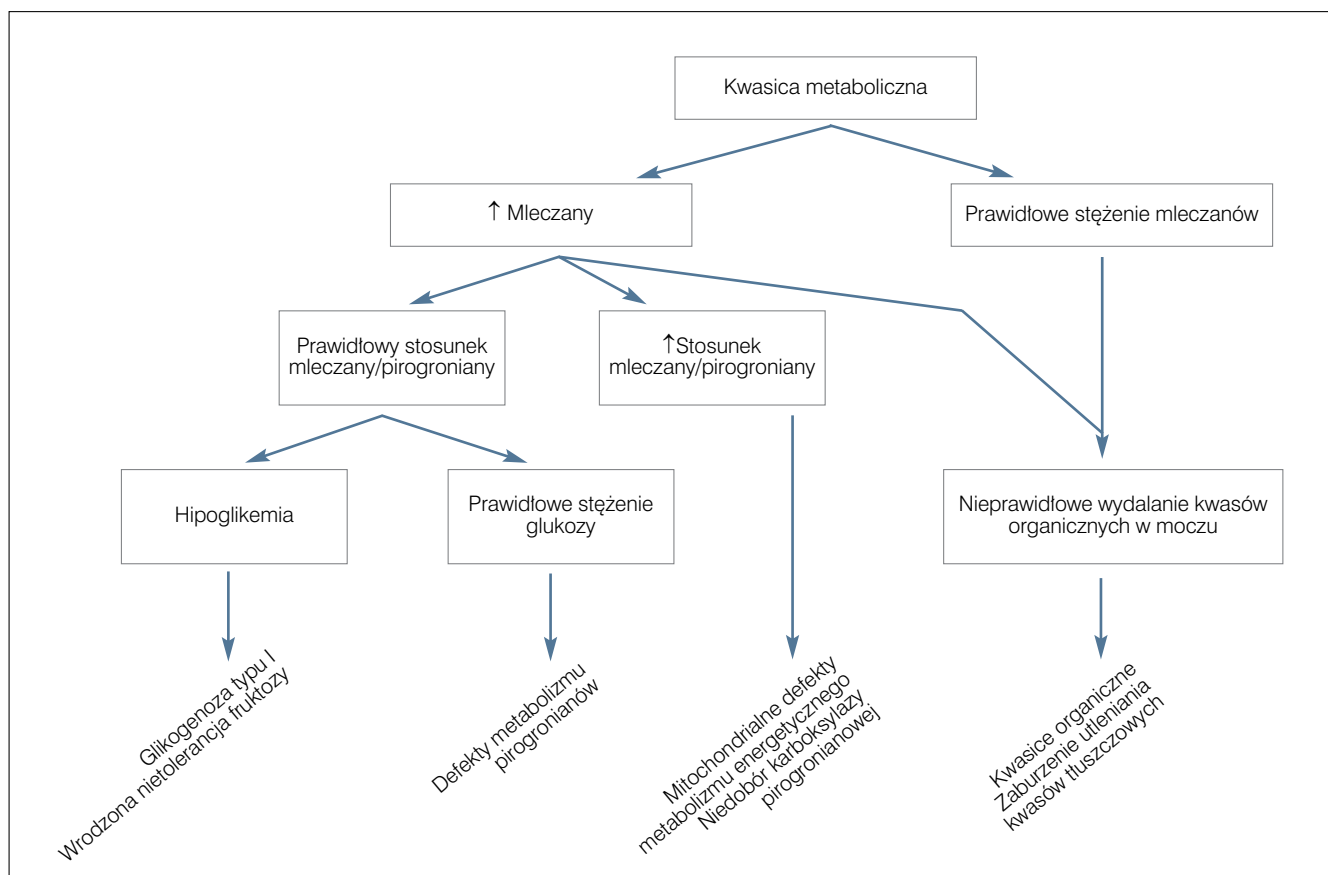 Kwasica metaboliczna
↑ Mleczany
Prawidłowe stężenie mleczanów
Prawidłowy stosunek
mleczany/pirogroniany
↑Stosunek
mleczany/pirogroniany
Hipoglikemia
Prawidłowe stężenie
glukozy
Nieprawidłowe wydalanie kwasów
organicznych w moczu
Glikogenoza typu I
Wrodzona nietolerancja fruktozy
Defekty metabolizmu
pirogronianów
Mitochondrialne defekty
metabolizmu energetycznego
Niedobór karboksylazy
pirogronianowej
Kwasice organiczne
Zaburzenie utleniania
kwasów tłuszczowych